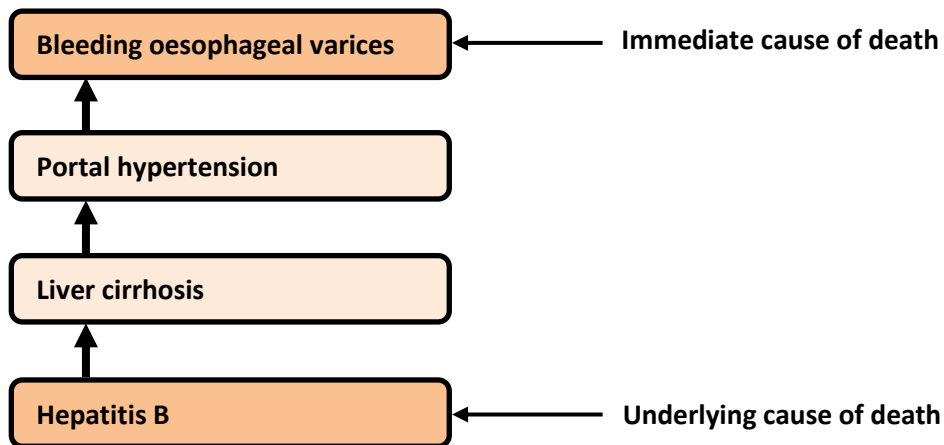 Bleeding oesophageal varices
Immediate cause of death
Portal hypertension
Liver cirrhosis
Hepatitis B
Underlying cause of death